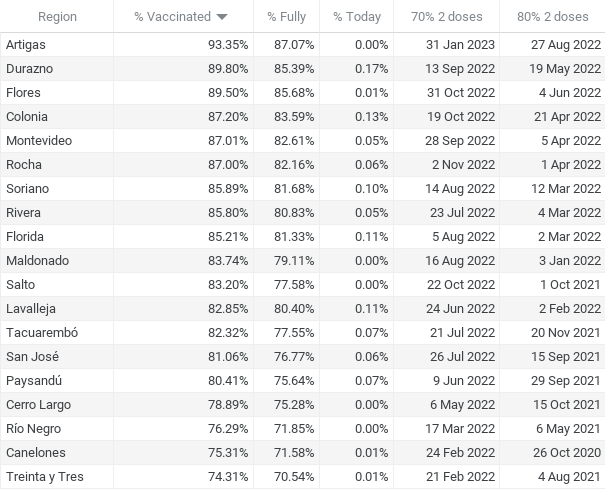 Region % Vaccinated % Fully % Today 70% 2 doses 80% 2 doses
Artigas 93.35% 87.07% 0.00% 31 Jan 2023 27 Aug 2022
Durazno 89.80% 85.39% 0.17% 13 Sep 2022 19 May 2022
Flores 89.50% 85.68% 0.01% 31 Oct 2022 4 Jun 2022
Colonia 87.20% 83.59% 0.13% 19 Oct 2022 21 Apr 2022
Montevideo 87.01% 82.61% 0.05% 28 Sep 2022 5 Apr 2022
Rocha 87.00% 82.16% 0.06% 2 Nov 2022 1 Apr 2022
Soriano 85.89% 81.68% 0.10% 14 Aug 2022 12 Mar 2022
Rivera 85.80% 80.83% 0.05% 23 Jul 2022 4 Mar 2022
Florida 85.21% 81.33% 0.11% 5 Aug 2022 2 Mar 2022
Maldonado 83.74% 79.11% 0.00% 16 Aug 2022 3 Jan 2022
Salto 83.20% 77.58% 0.00% 22 Oct 2022 1 Oct 2021
Lavalleja 82.85% 80.40% 0.11% 24 Jun 2022 2 Feb 2022
Tacuarembó 82.32% 77.55% 0.07% 21 Jul 2022 20 Nov 2021
San José 81.06% 76.77% 0.06% 26 Jul 2022 15 Sep 2021
Paysandú 80.41% 75.64% 0.07% 9 Jun 2022 29 Sep 2021
Cerro Largo 78.89% 75.28% 0.00% 6 May 2022 15 Oct 2021
Río Negro 76.29% 71.85% 0.00% 17 Mar 2022 6 May 2021
Canelones 75.31% 71.58% 0.01% 24 Feb 2022 26 Oct 2020
Treinta y Tres 74.31% 70.54% 0.01% 21 Feb 2022 4 Aug 2021